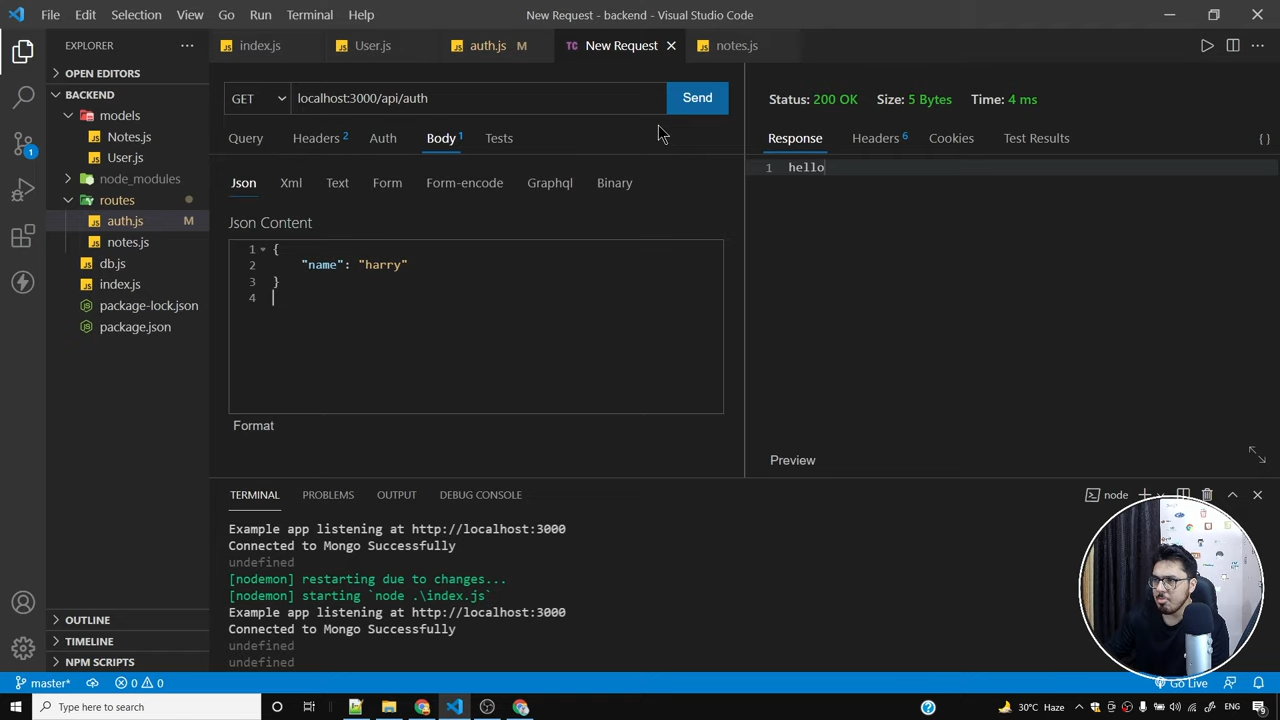 File Edit Selection View Go Run Terminal Help
New Request - backend - Visual Studio Code
EXPLORER
OPEN EDITORS
BACKEND
models
Notes.js
User.js
node_modules
routes
auth.js M
notes.js
db.js
index.js
package-lock.json
package.json
OUTLINE
TIMELINE
NPM SCRIPTS
1
JS index.js
JS User.js
JS auth.js M
TC New Request
JS notes.js
GET
localhost:3000/api/auth
Send
Query Headers 2 Auth Body 1 Tests
Json Xml Text Form Form-encode Graphql Binary
Json Content
1 {
2 "name": "harry"
3 }
4
Format
Status: 200 OK Size: 5 Bytes Time: 4 ms
Response Headers 6 Cookies Test Results { }
1 hello
Preview
TERMINAL PROBLEMS OUTPUT DEBUG CONSOLE
node
Example app listening at http://localhost:3000
Connected to Mongo Successfully
undefined
[nodemon] restarting due to changes...
[nodemon] starting `node .\index.js`
Example app listening at http://localhost:3000
Connected to Mongo Successfully
undefined
undefined
master* 0 0
Go Live
Type here to search
30°C Haze